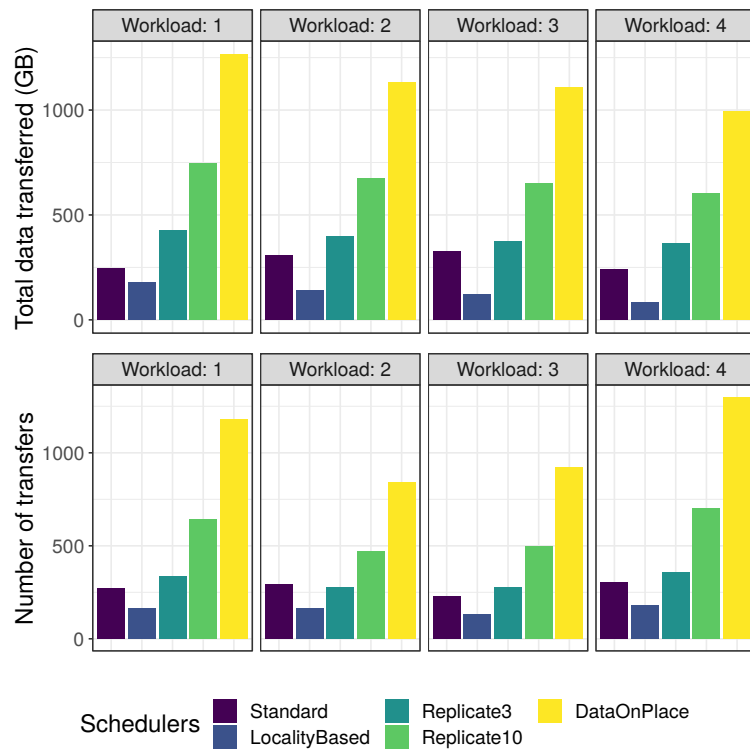 Workload: 1 Workload: 2 Workload: 3 Workload: 4
Total data transferred (GB)
1000
500
0
Workload: 1 Workload: 2 Workload: 3 Workload: 4
Number of transfers
1000
500
0
Schedulers
Standard Replicate3 DataOnPlace
LocalityBased Replicate10